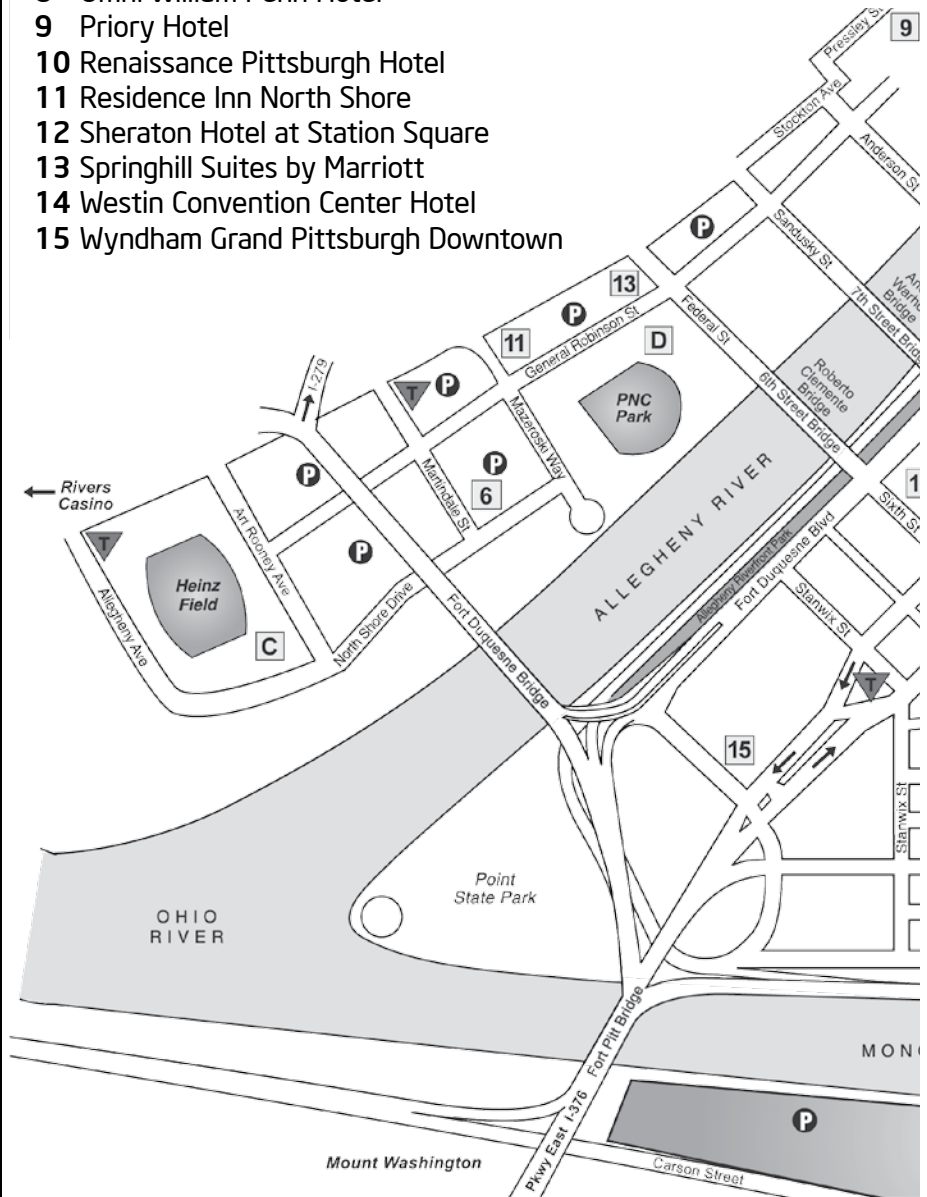 9 Priory Hotel
10 Renaissance Pittsburgh Hotel
11 Residence Inn North Shore
12 Sheraton Hotel at Station Square
13 Springhill Suites by Marriott
14 Westin Convention Center Hotel
15 Wyndham Grand Pittsburgh Downtown
Pressley St
9
Stockton Ave
Anderson St
Sandusky St
P
13
P
General Robinson St
11
D
Federal St
7th Street
Bridge
Roberto
Clemente
Bridge
6th Street Bridge
I-279
T
P
PNC
Park
Mazeroski Way
Rivers
Casino
P
Martindale St
P
6
ALLEGHENY RIVER
Sixth St
T
Art Rooney Ave
P
Heinz
Field
Allegheny Ave
C
North Shore Drive
Fort Duquesne Bridge
Allegheny Riverfront Park
Fort Duquesne Blvd
Stanwix St
T
15
Stanwix St
Point
State Park
OHIO
RIVER
Fort Pitt Bridge
MON
Pkwy East I-376
P
Mount Washington
Carson Street